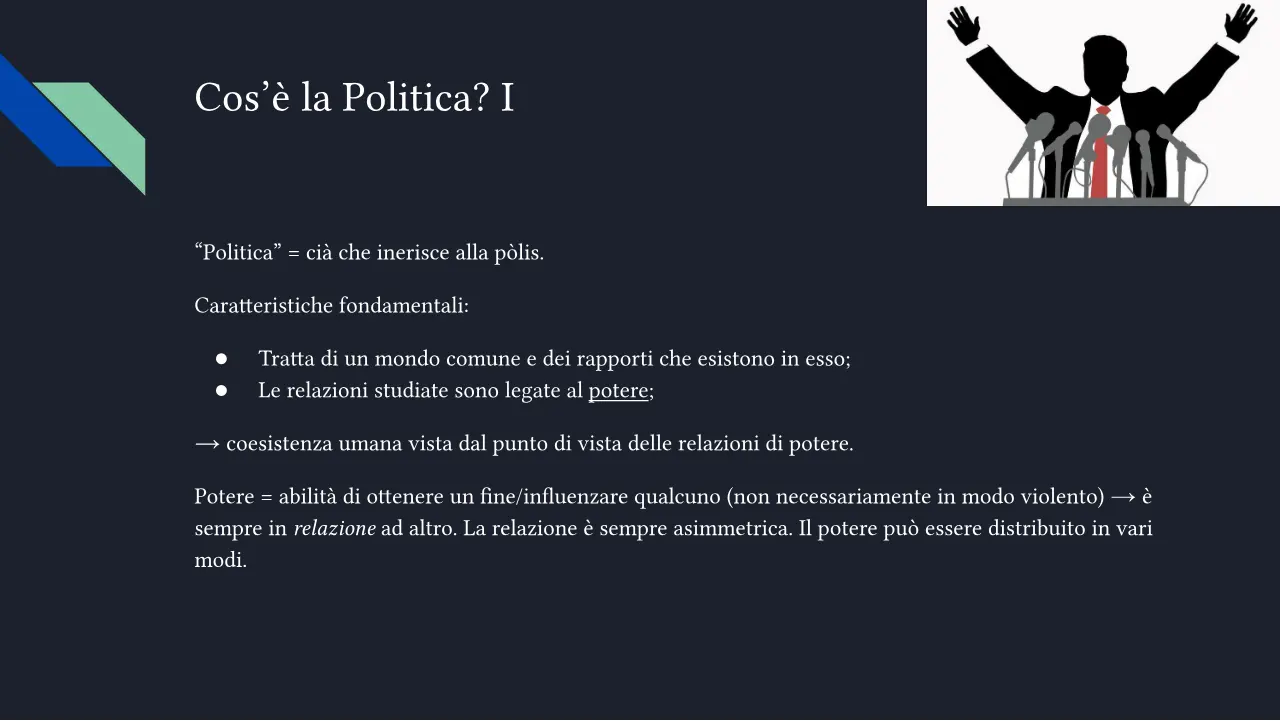 Cos’è la Politica? I
“Politica” = cià che inerisce alla pòlis.
Caratteristiche fondamentali:
● Tratta di un mondo comune e dei rapporti che esistono in esso;
● Le relazioni studiate sono legate al potere;
→ coesistenza umana vista dal punto di vista delle relazioni di potere.
Potere = abilità di ottenere un fine/influenzare qualcuno (non necessariamente in modo violento) → è
sempre in relazione ad altro. La relazione è sempre asimmetrica. Il potere può essere distribuito in vari
modi.